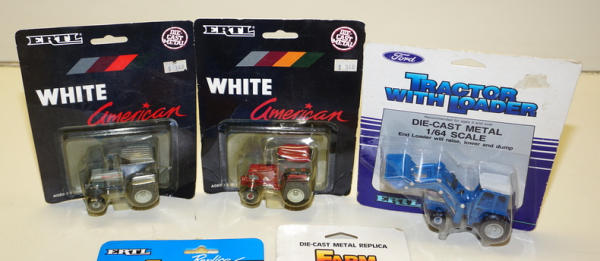 ERTL
DIE-CAST
METAL
WHITE
American
ERTL
DIE-CAST
METAL
WHITE
American
Ford
TRACTOR
WITH LOADER
DIE-CAST METAL
1/64 SCALE
End Loader will raise, lower and dump
ERTL
ERTL
Replica
DIE-CAST METAL REPLICA
FARM